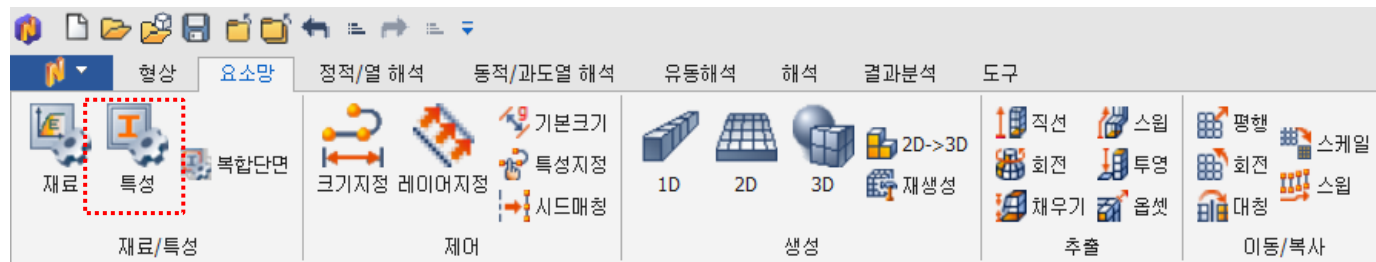 형상 요소망 정적/열 해석 동적/과도열 해석 유동해석 해석 결과분석 도구
재료 특성 복합단면
재료/특성
크기지정 레이어지정 기본크기
특성지정
시드매칭
제어
1D 2D 3D 2D->3D
재생성
생성
직선 스윕
회전 투영
채우기 옵셋
추출
평행 스케일
회전 스윕
대칭
이동/복사